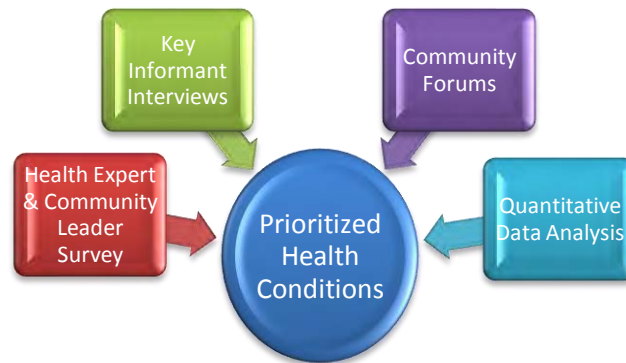 Key
Informant
Interviews
Community
Forums
Health Expert
& Community
Leader
Survey
Prioritized
Health
Conditions
Quantitative
Data Analysis